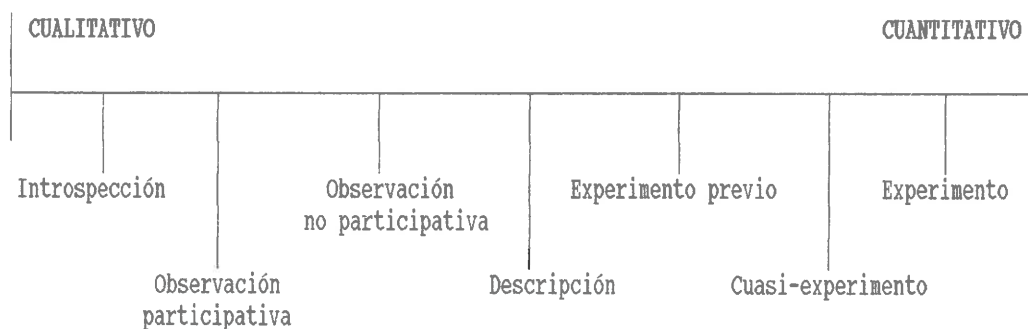 CUALITATIVO
CUANTITATIVO
Introspección
Observación
no participativa
Experimento previo
Experimento
Observación
participativa
Descripción
Cuasi-experimento